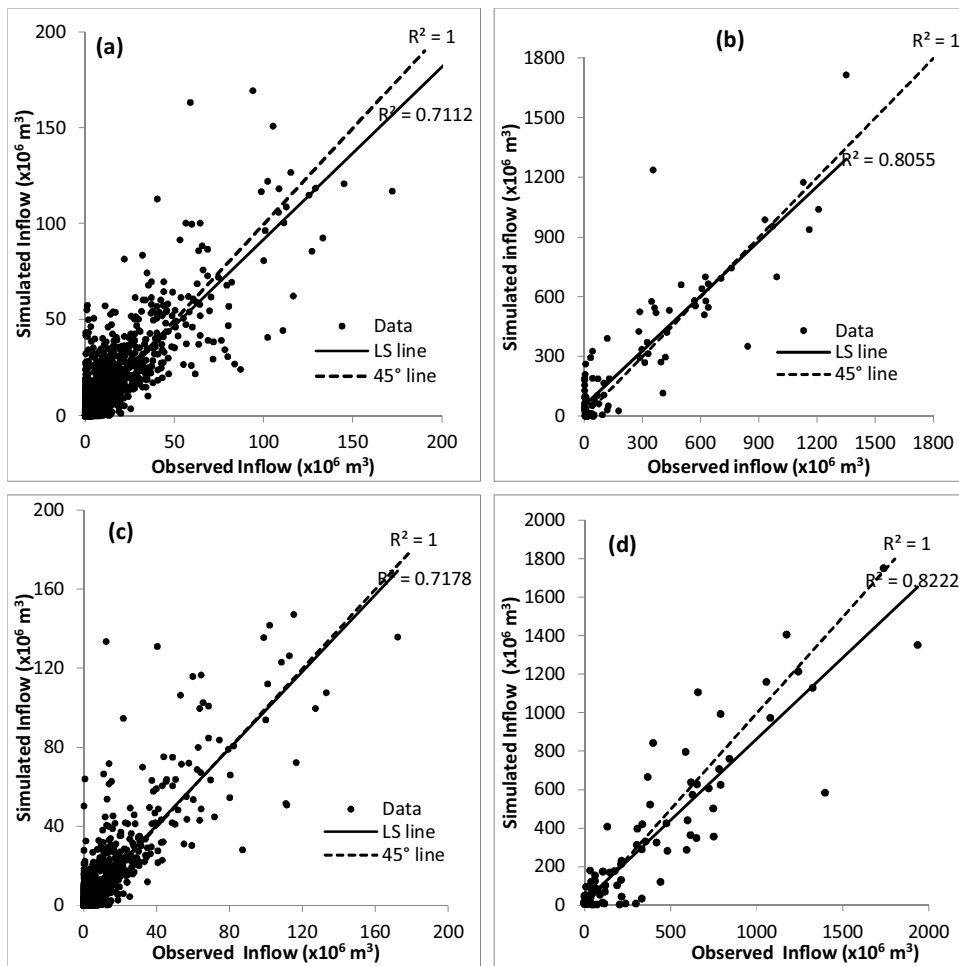 (a)
R² = 1
R² = 0.7112
Simulated Inflow (x10⁶ m³)
200
150
100
50
0
Data
LS line
45° line
0 50 100 150 200
Observed Inflow (x10⁶ m³)
(b)
R² = 1
R² = 0.8055
Simulated inflow (x10⁶ m³)
1800
1500
1200
900
600
300
0
Data
LS line
45° line
0 300 600 900 1200 1500 1800
Observed inflow (x10⁶ m³)
(c)
R² = 1
R² = 0.7178
Simulated Inflow (x10⁶ m³)
200
160
120
80
40
0
Data
LS line
45° line
0 40 80 120 160 200
Observed Inflow (x10⁶ m³)
(d)
R² = 1
R² = 0.8222
Simulated Inflow (x10⁶ m³)
2000
1800
1600
1400
1200
1000
800
600
400
200
0
0 500 1000 1500 2000
Observed Inflow (x10⁶ m³)